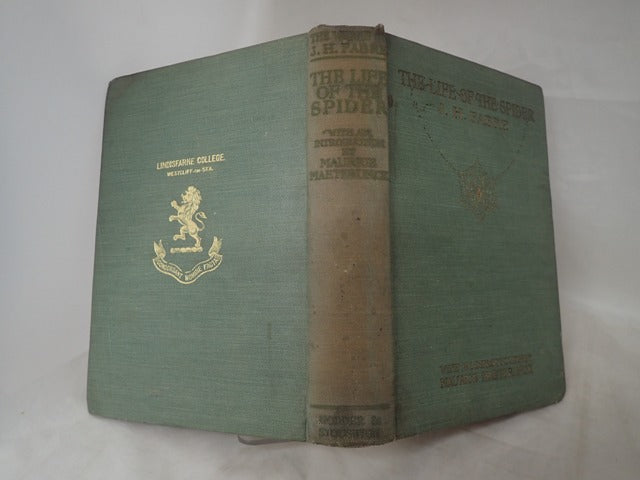 LINDISFARNE COLLEGE.
WESTCLIFF-ON-SEA.
J. H. FABRE
THE LIFE
OF THE
SPIDER
WITH AN
INTRODUCTION
BY
MAURICE
MAETERLINCK
HODDER &
STOUGHTON
THE·LIFE·OF·THE·SPIDER
J. H. FABRE